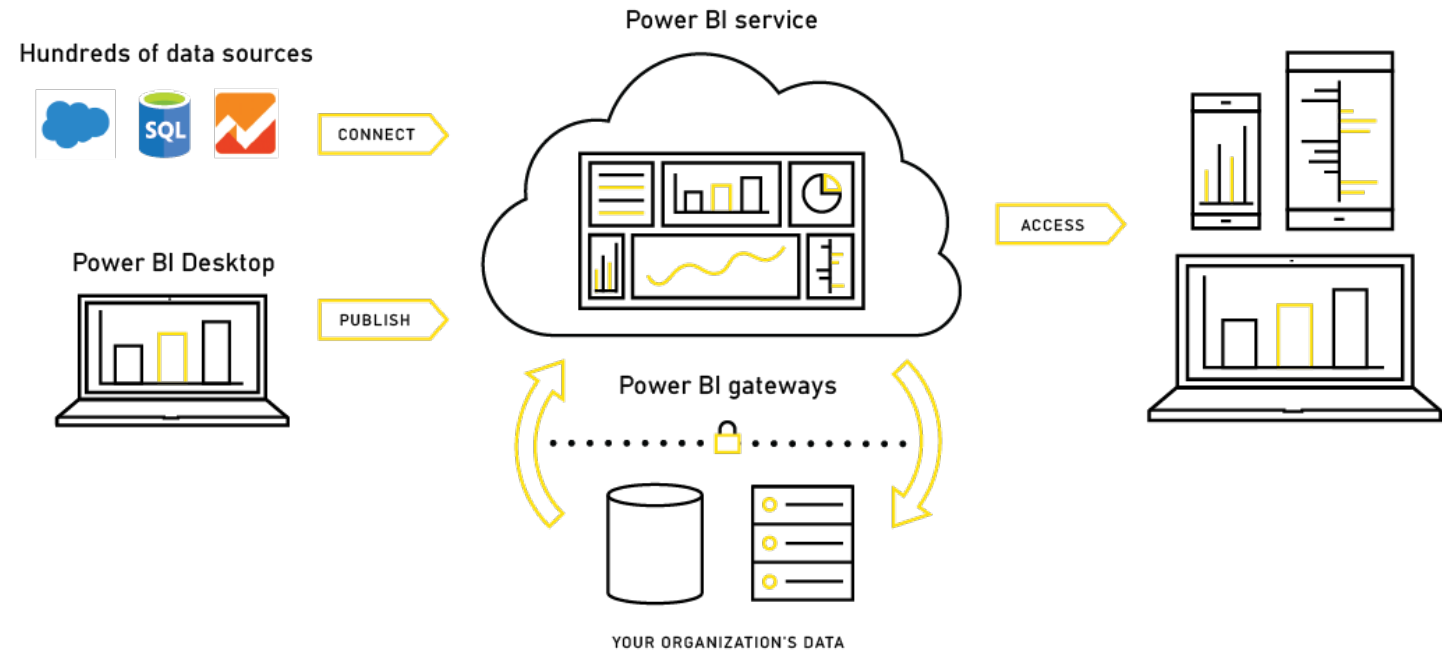 Power BI service
Hundreds of data sources
SQL
CONNECT
ACCESS
Power BI Desktop
PUBLISH
Power BI gateways
YOUR ORGANIZATION'S DATA